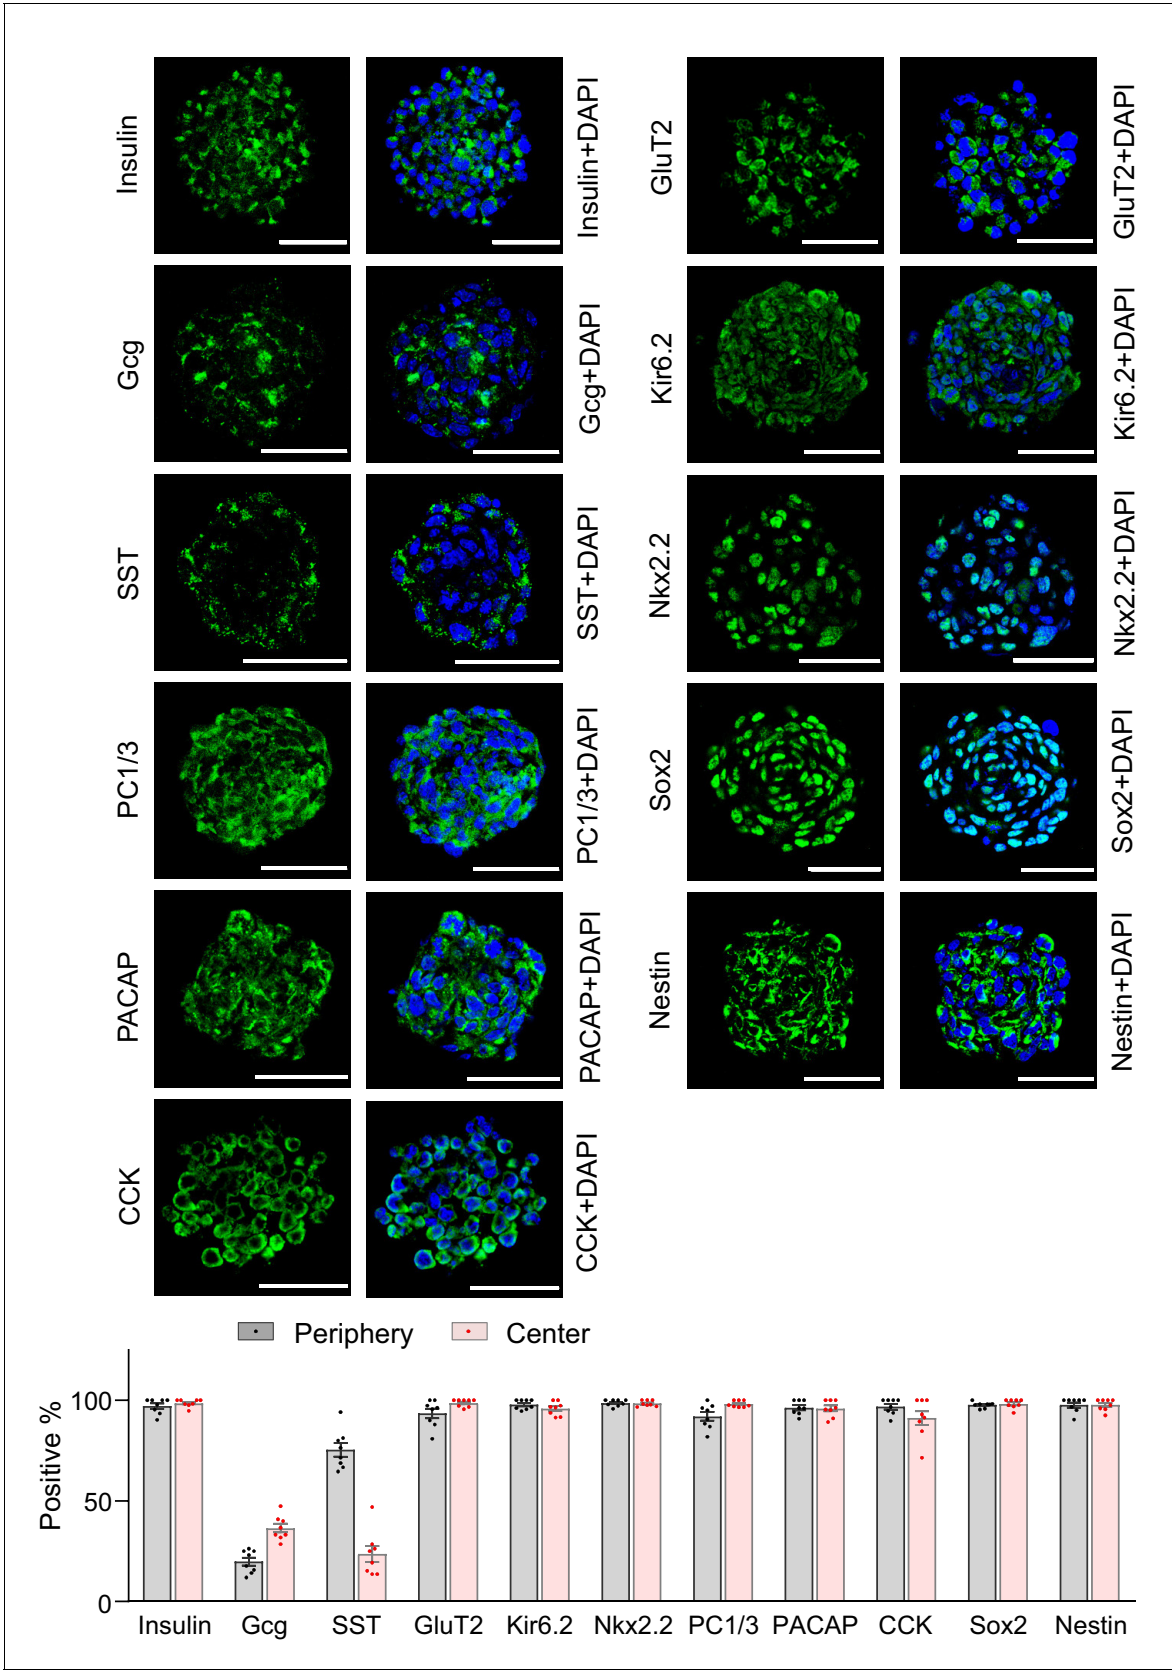 Insulin
Insulin+DAPI
GluT2
GluT2+DAPI
Gcg
Gcg+DAPI
Kir6.2
Kir6.2+DAPI
SST
SST+DAPI
Nkx2.2
Nkx2.2+DAPI
PC1/3
PC1/3+DAPI
Sox2
Sox2+DAPI
PACAP
PACAP+DAPI
Nestin
Nestin+DAPI
CCK
CCK+DAPI
Periphery
Center
Positive %
100
50
0
Insulin Gcg SST GluT2 Kir6.2 Nkx2.2 PC1/3 PACAP CCK Sox2 Nestin